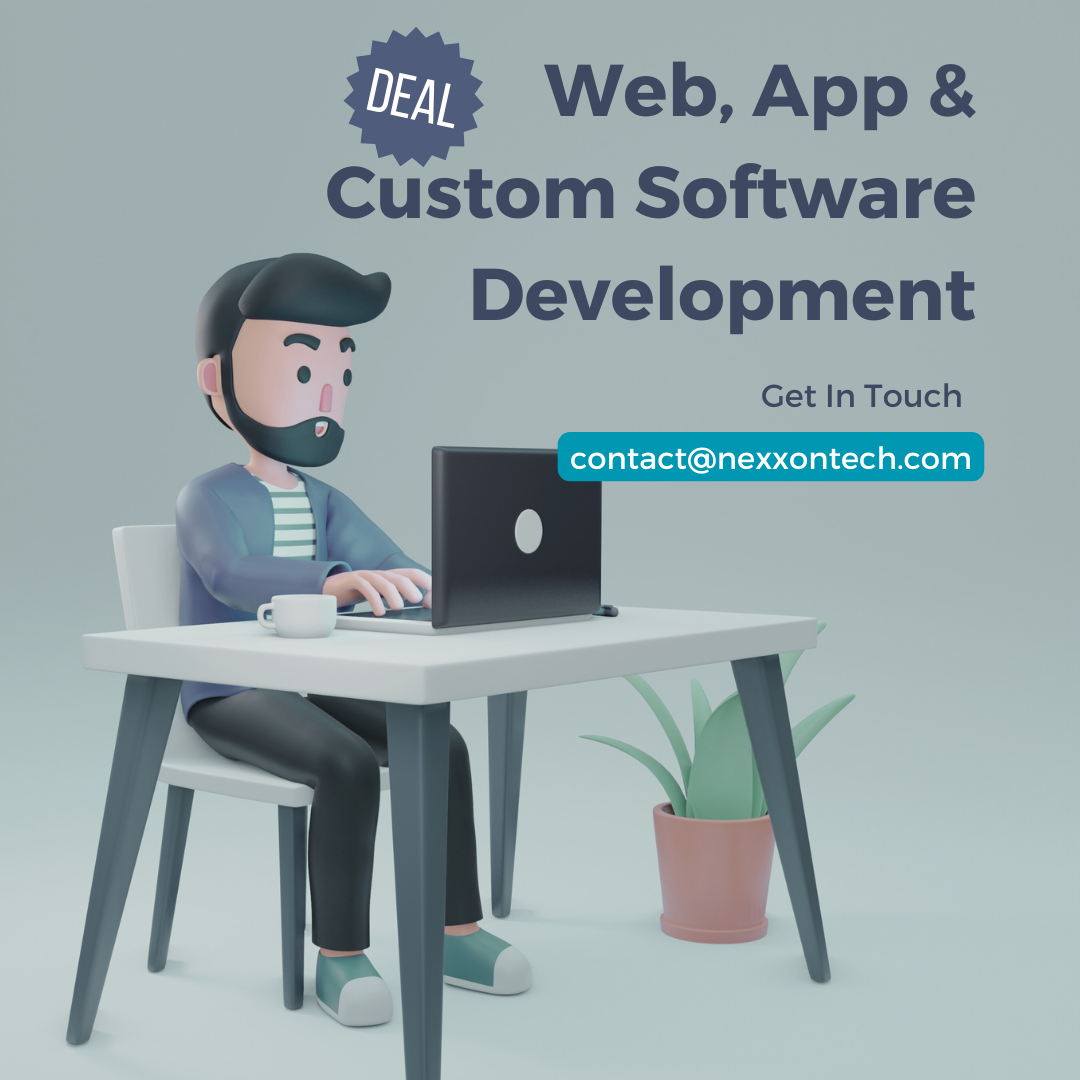 DEAL
Web, App &
Custom Software
Development
Get In Touch
contact@nexxontech.com